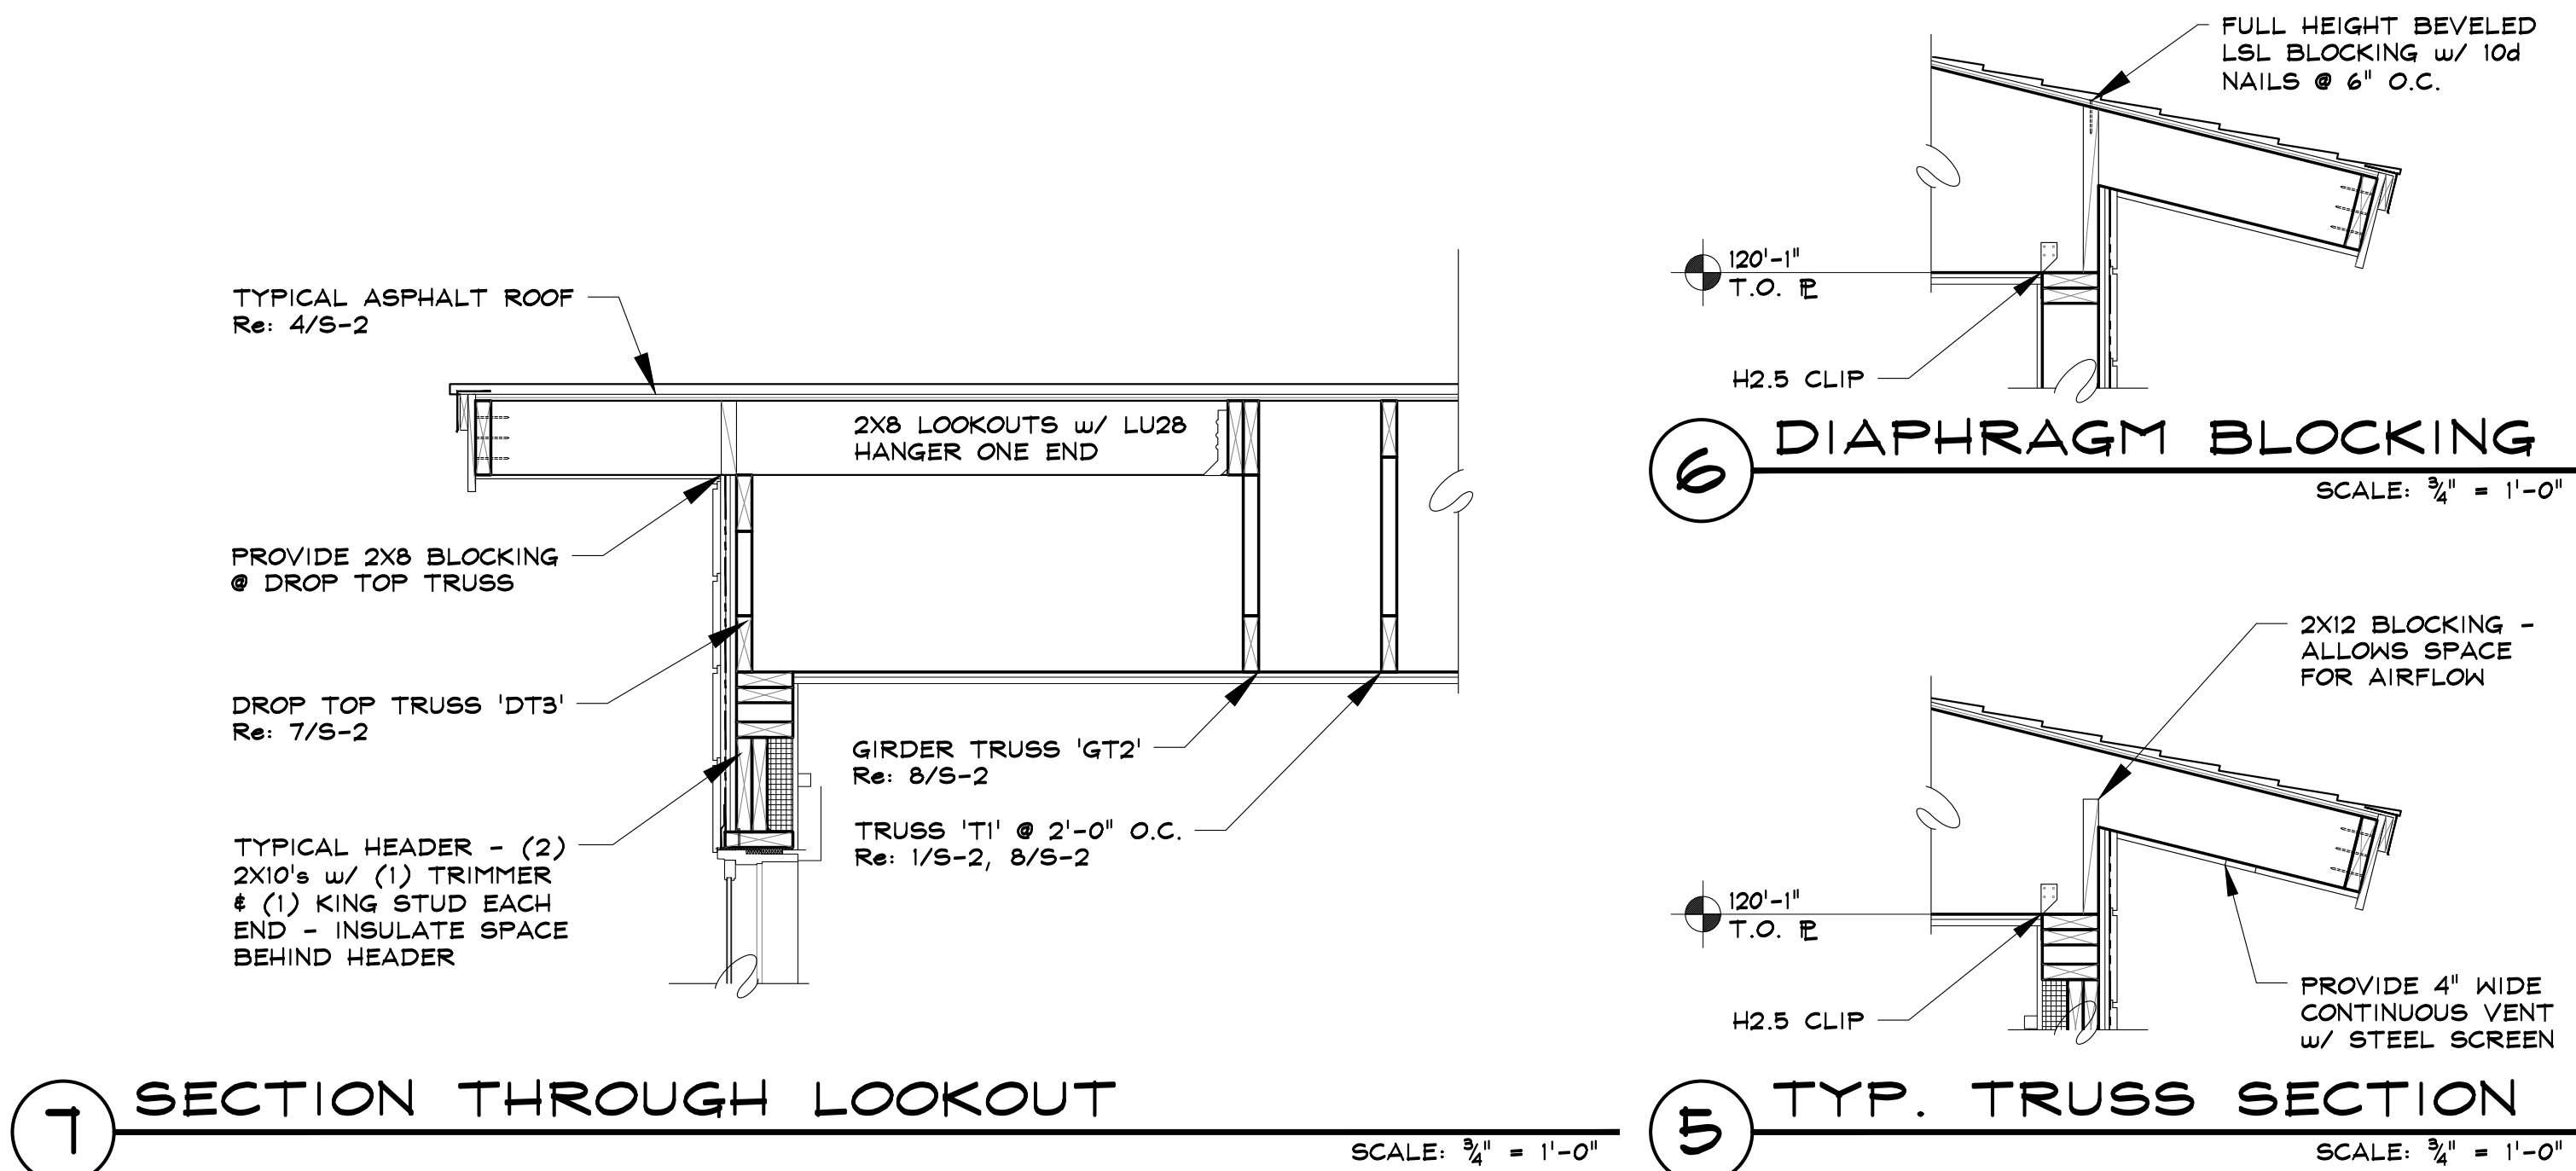 TYPICAL ASPHALT ROOF
Re: 4/S-2
2X8 LOOKOUTS w/ LU28
HANGER ONE END
PROVIDE 2X8 BLOCKING
@ DROP TOP TRUSS
DROP TOP TRUSS 'DT3'
Re: 7/S-2
GIRDER TRUSS 'GT2'
Re: 8/S-2
TRUSS 'T1' @ 2'-0" O.C.
Re: 1/S-2, 8/S-2
TYPICAL HEADER - (2)
2X10's w/ (1) TRIMMER
& (1) KING STUD EACH
END - INSULATE SPACE
BEHIND HEADER
7 SECTION THROUGH LOOKOUT
SCALE: ¾" = 1'-0"
FULL HEIGHT BEVELED
LSL BLOCKING w/ 10d
NAILS @ 6" O.C.
120'-1"
T.O. PL
H2.5 CLIP
6 DIAPHRAGM BLOCKING
SCALE: ¾" = 1'-0"
2X12 BLOCKING -
ALLOWS SPACE
FOR AIRFLOW
120'-1"
T.O. PL
H2.5 CLIP
PROVIDE 4" WIDE
CONTINUOUS VENT
w/ STEEL SCREEN
5 TYP. TRUSS SECTION
SCALE: ¾" = 1'-0"